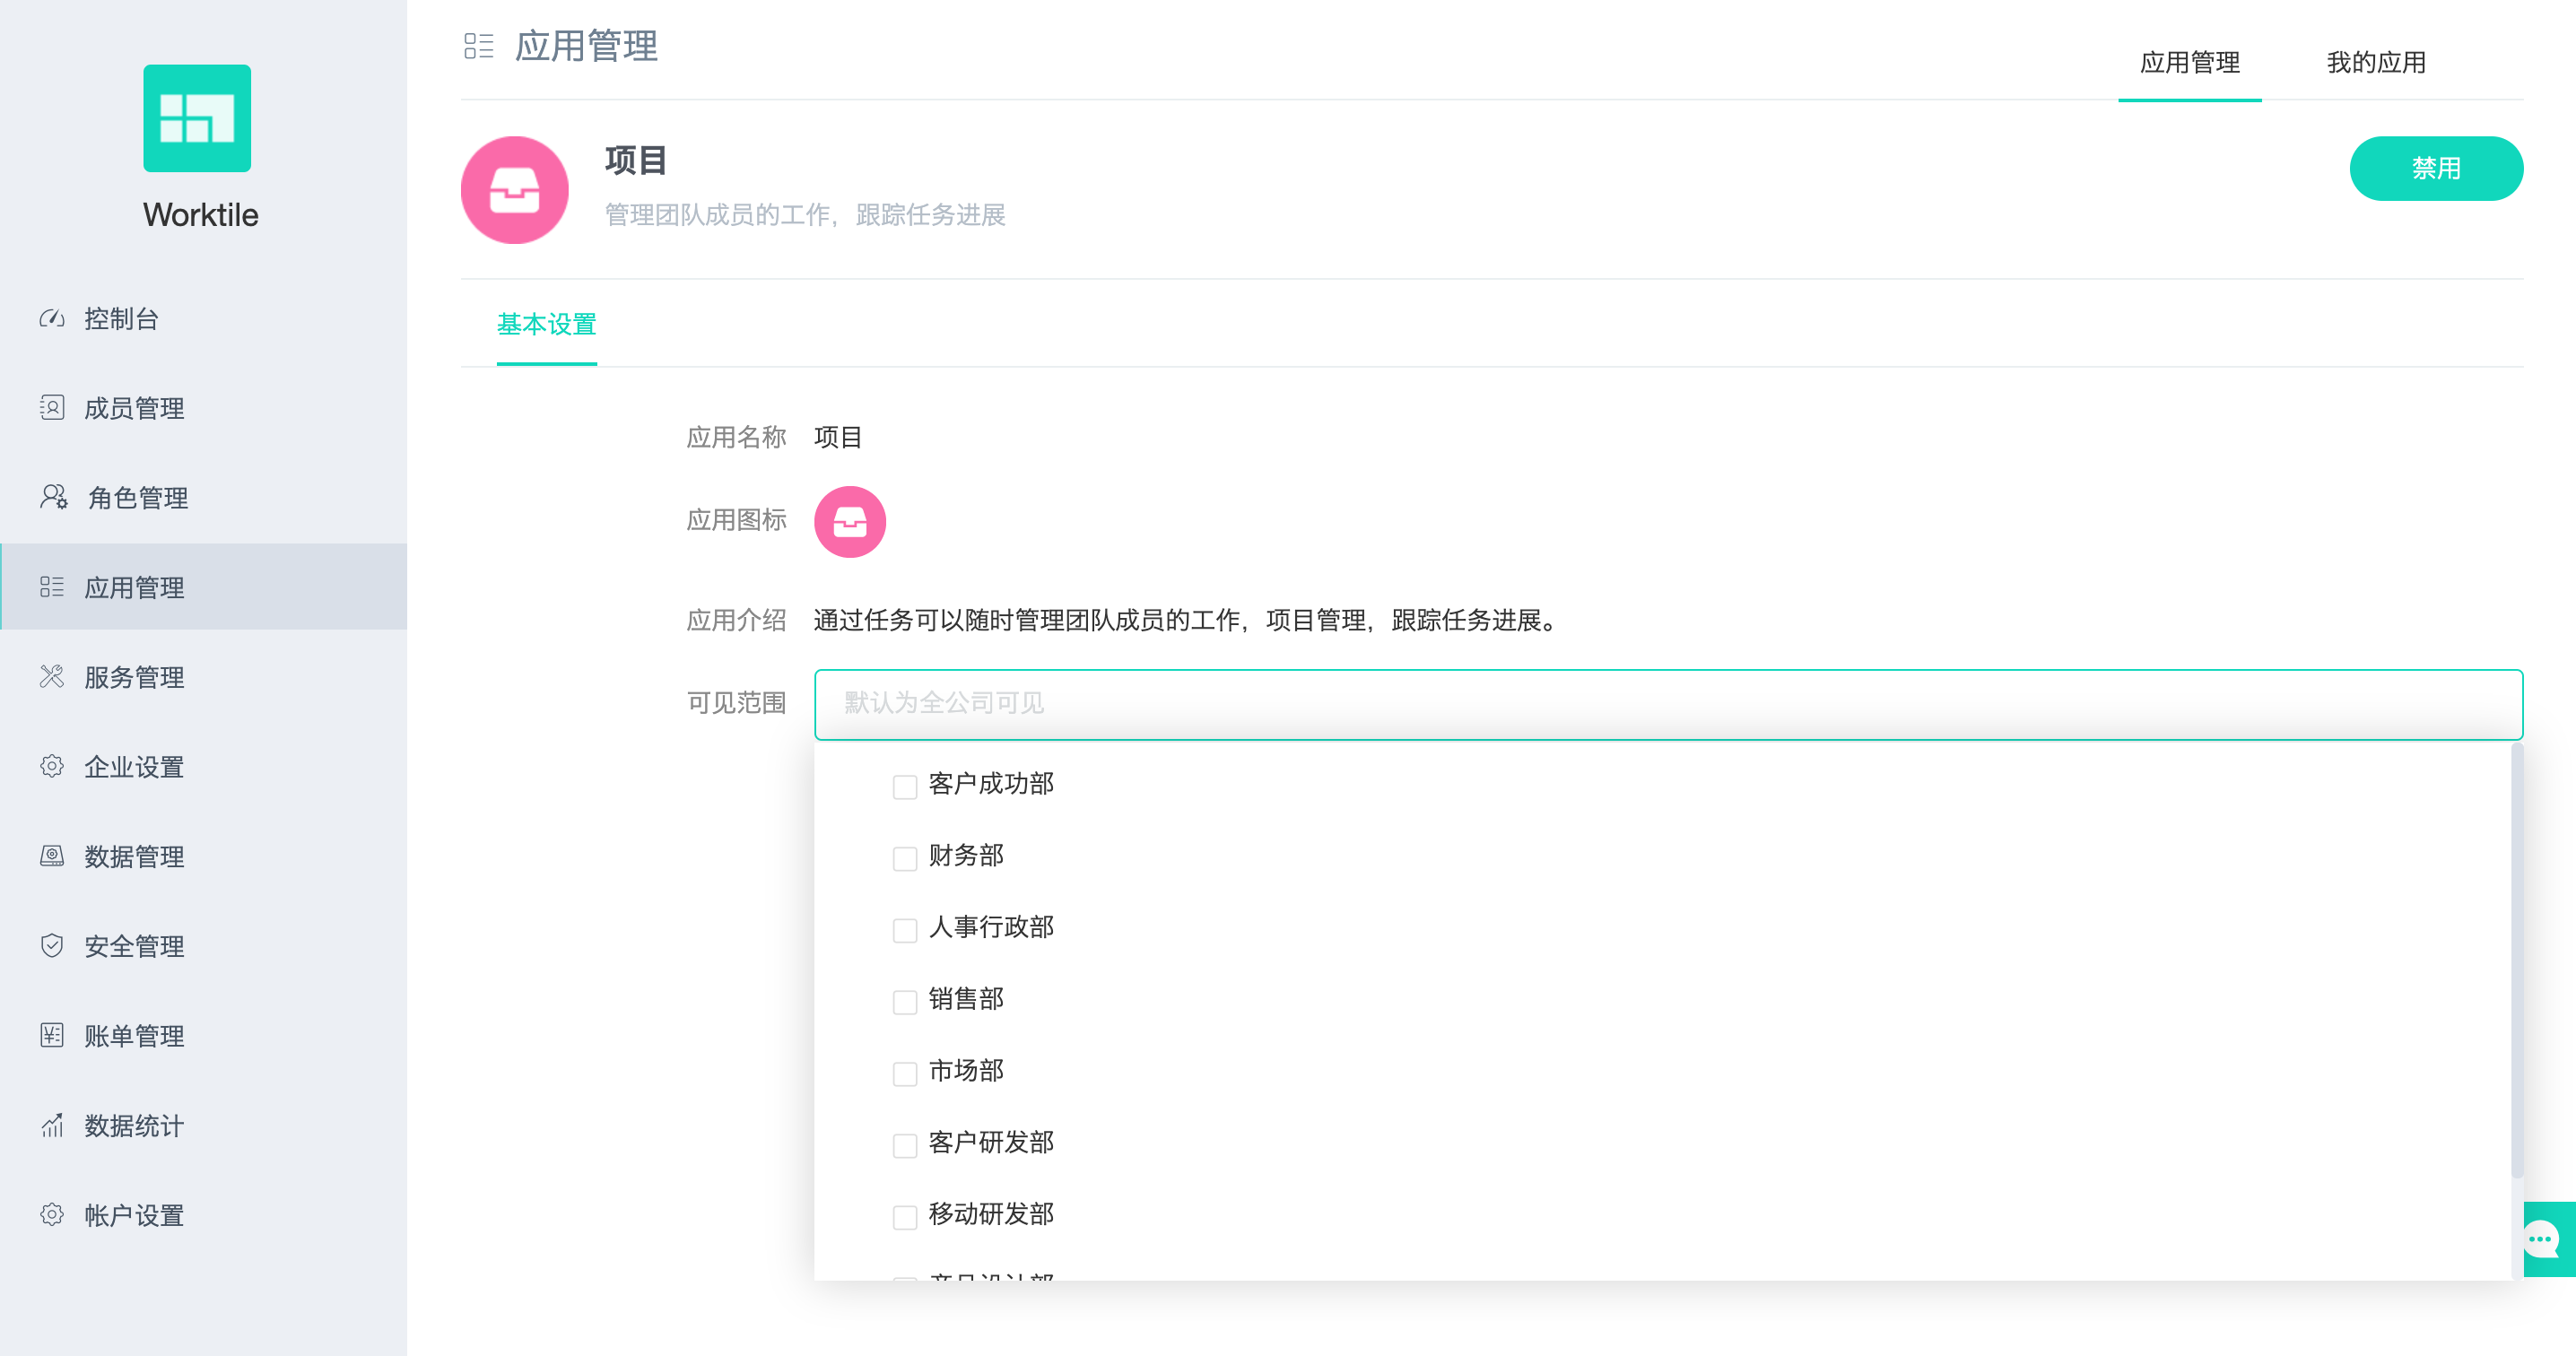 Worktile
控制台
成员管理
角色管理
应用管理
服务管理
企业设置
数据管理
安全管理
账单管理
数据统计
帐户设置
应用管理
应用管理
我的应用
项目
管理团队成员的工作，跟踪任务进展
禁用
基本设置
应用名称 项目
应用图标
应用介绍 通过任务可以随时管理团队成员的工作，项目管理，跟踪任务进展。
可见范围 默认为全公司可见
客户成功部
财务部
人事行政部
销售部
市场部
客户研发部
移动研发部